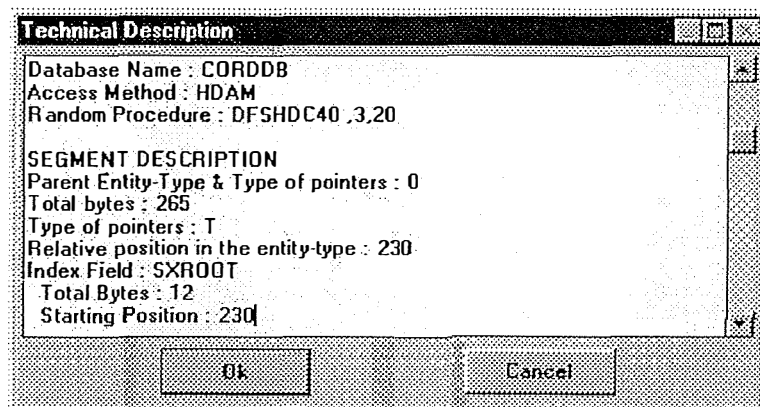 Technical Description
Database Name : CORDDB
Access Method : HDAM
Random Procedure : DFSHDC40 ,3,20
SEGMENT DESCRIPTION
Parent Entity-Type & Type of pointers : 0
Total bytes : 265
Type of pointers : T
Relative position in the entity-type : 230
Index Field : SXROOT
Total Bytes : 12
Starting Position : 230
Ok
Cancel